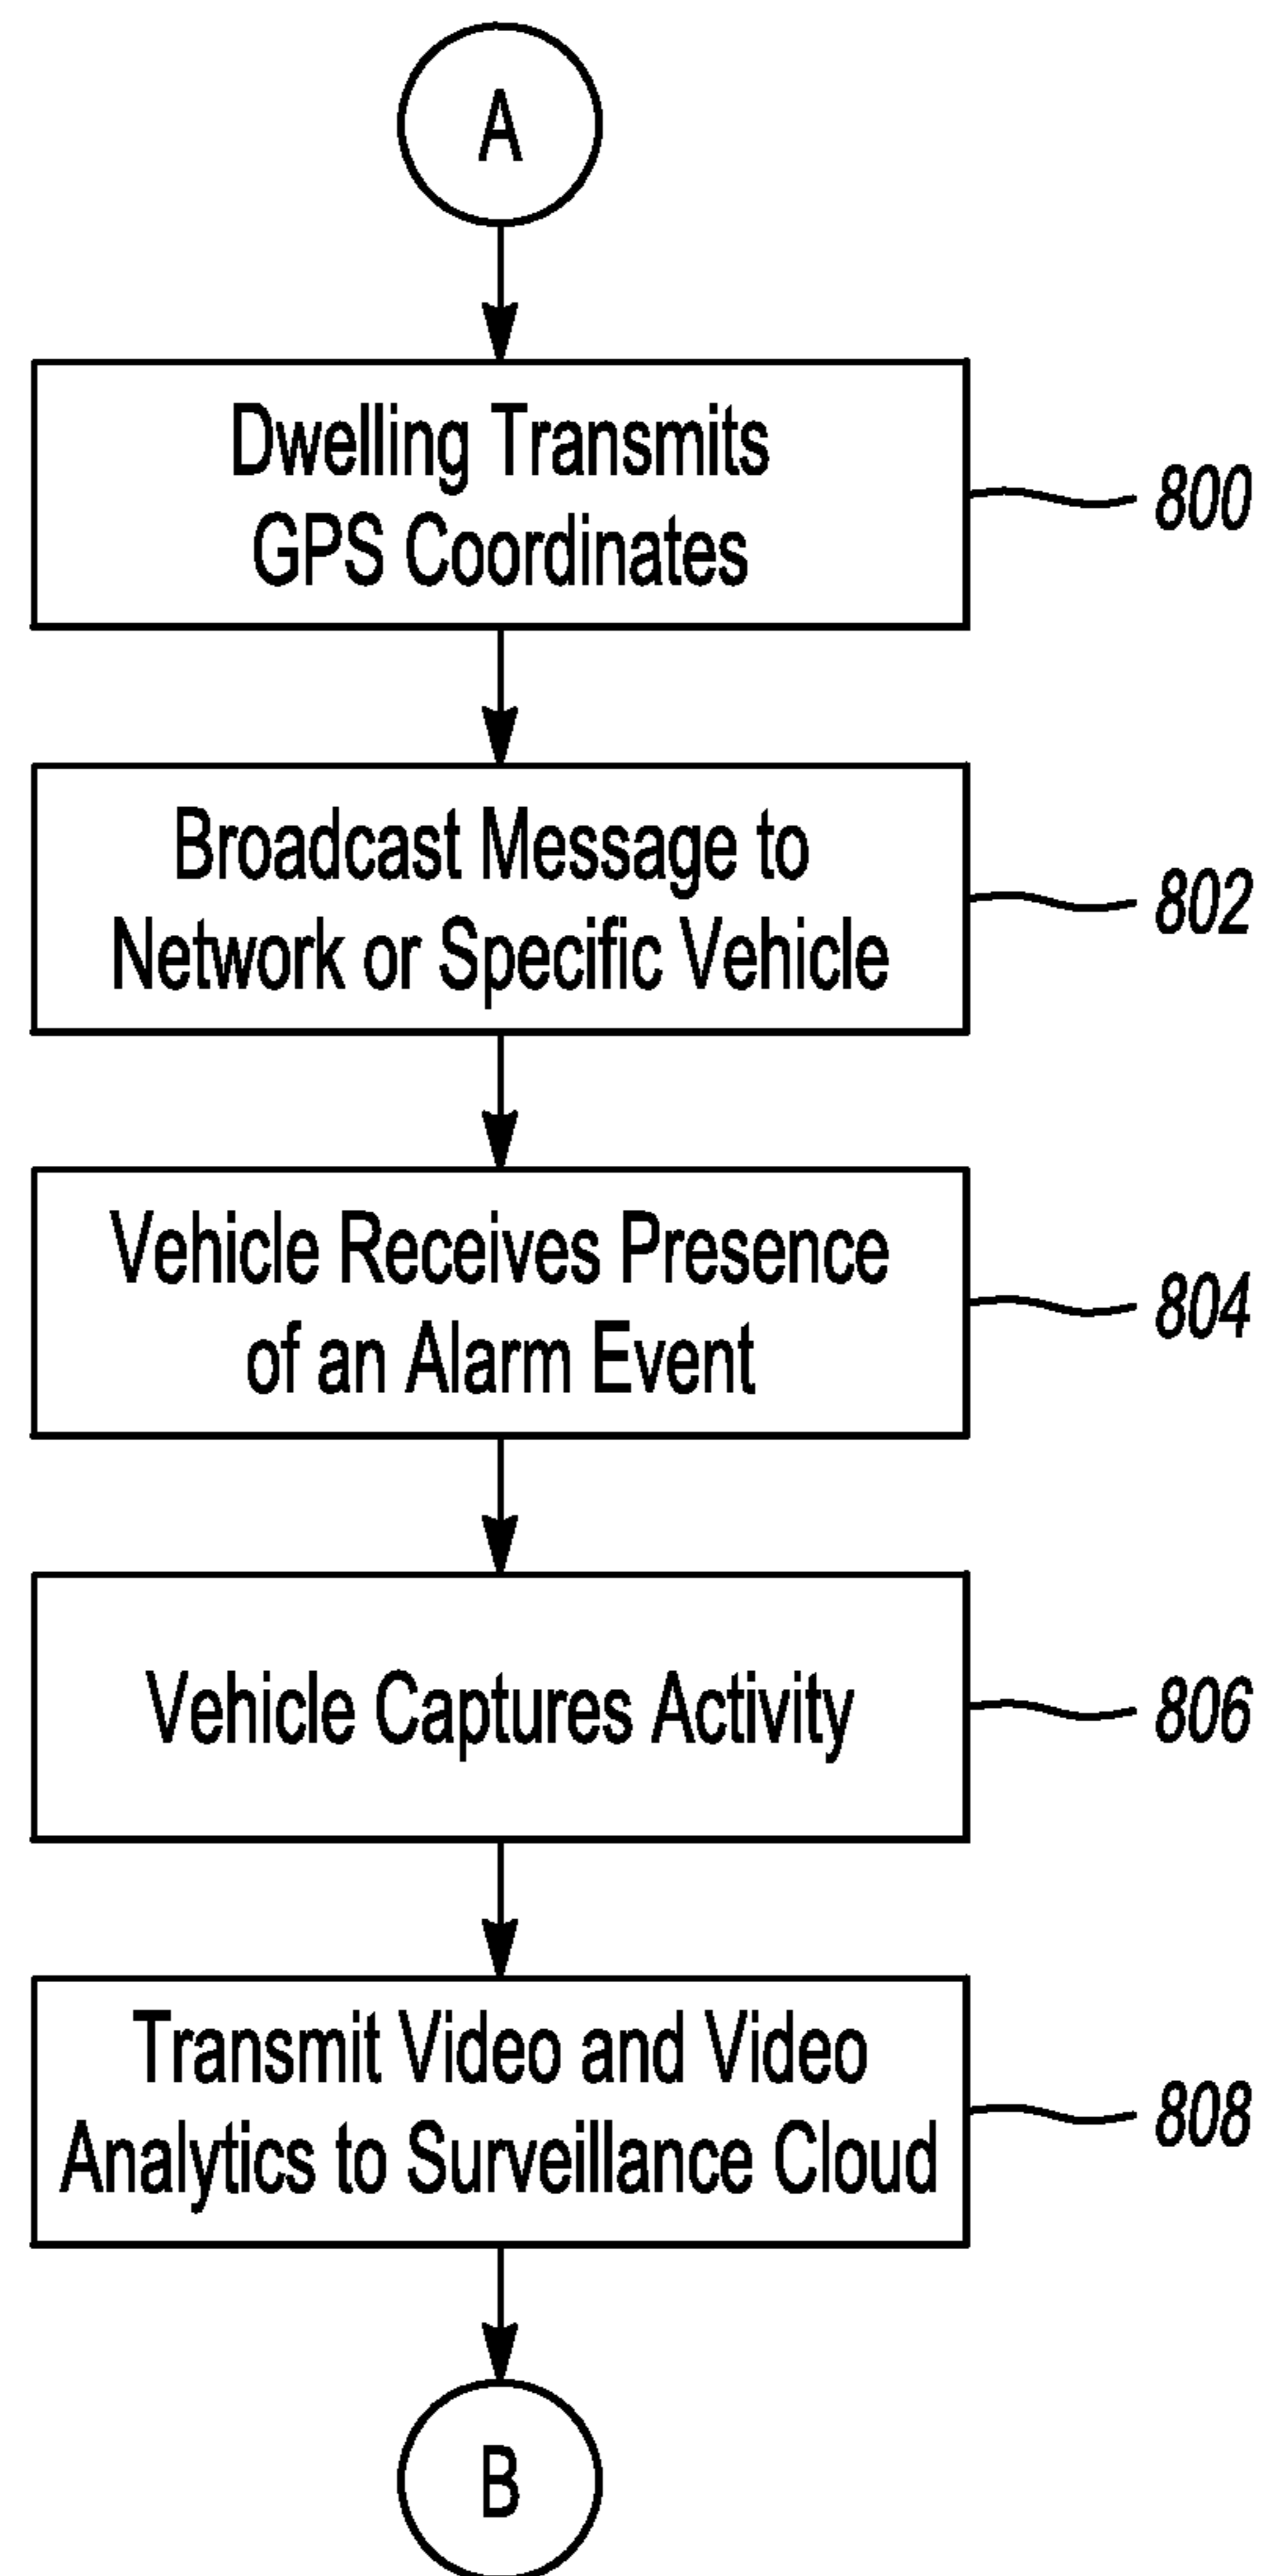 A
Dwelling Transmits
GPS Coordinates
800
Broadcast Message to
Network or Specific Vehicle
802
Vehicle Receives Presence
of an Alarm Event
804
Vehicle Captures Activity
806
Transmit Video and Video
Analytics to Surveillance Cloud
808
B